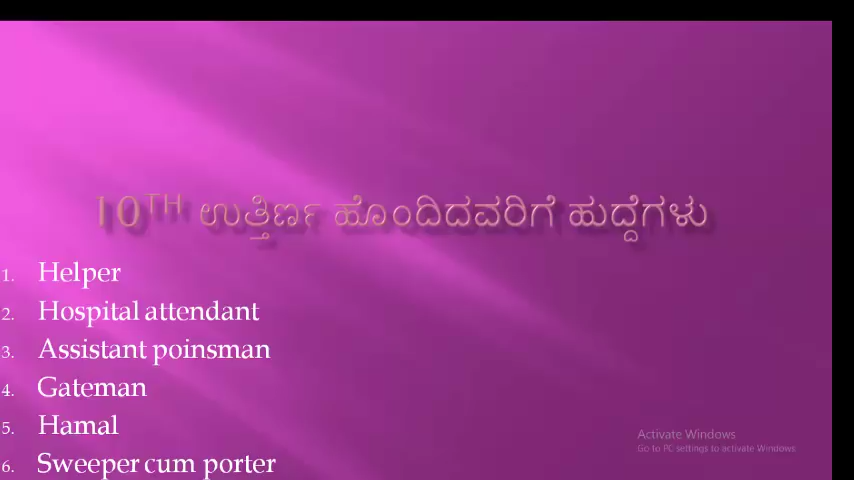 10TH ಉತ್ತಿರ್ಣ ಹೊಂದಿದವರಿಗೆ ಹುದ್ದೆಗಳು
1. Helper
2. Hospital attendant
3. Assistant poinsman
4. Gateman
5. Hamal
6. Sweeper cum porter
Activate Windows
Go to PC settings to activate Windows.